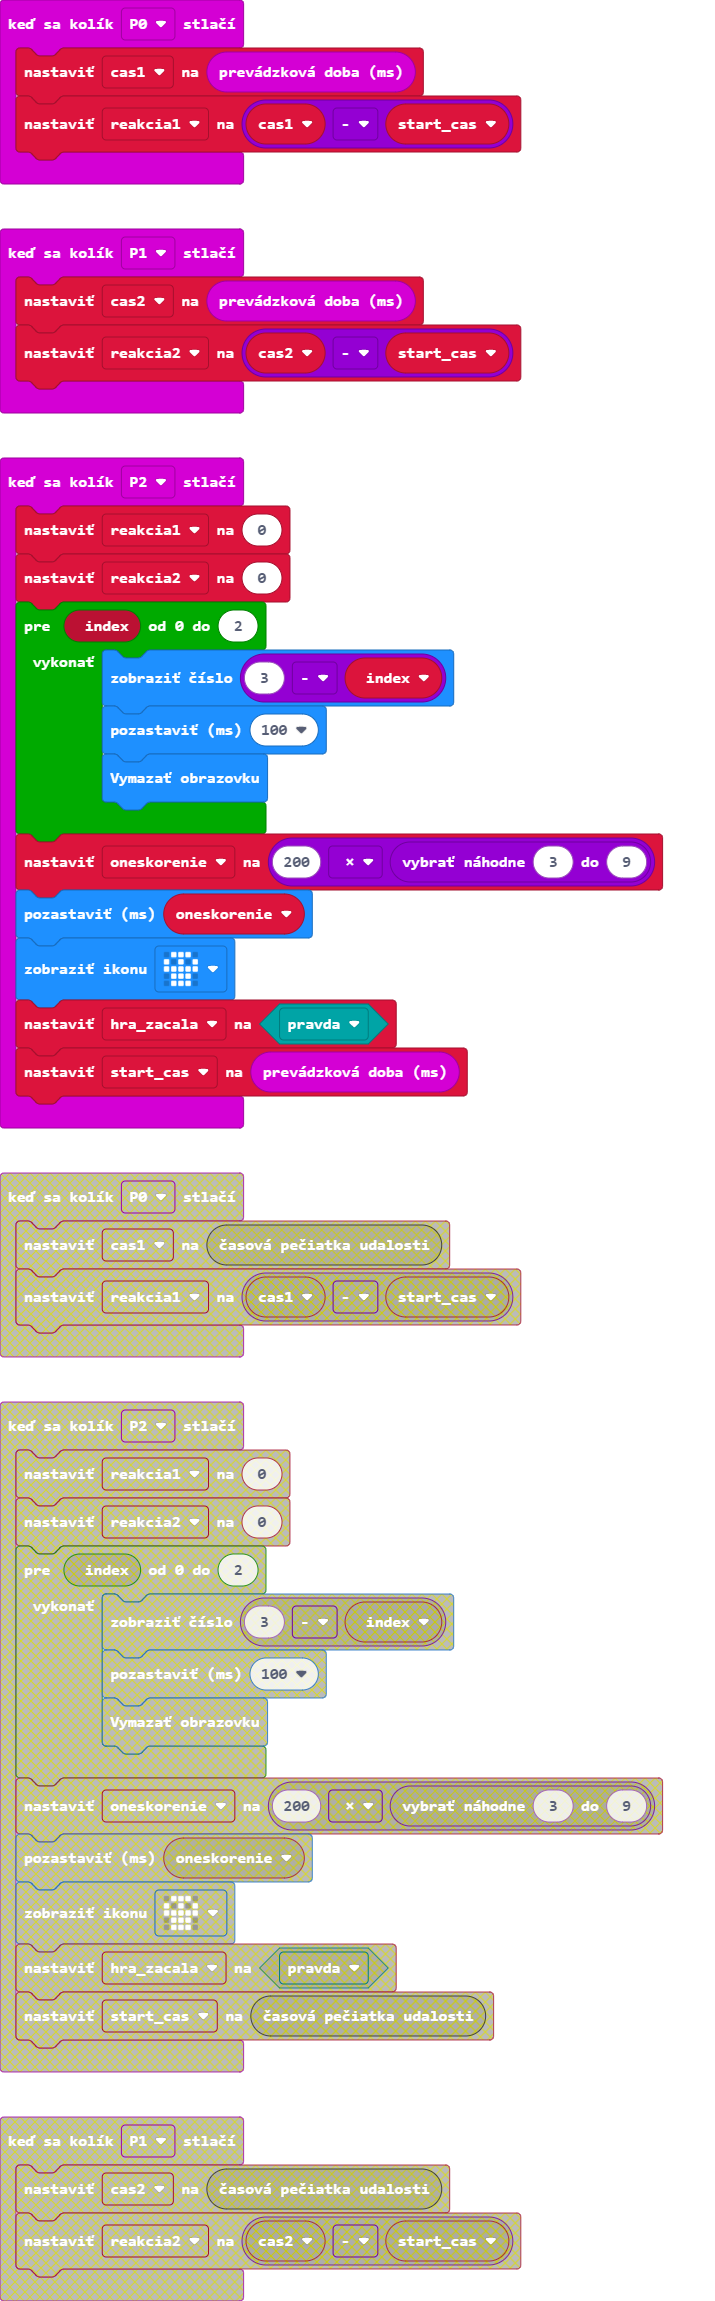 keď sa kolík P0 stlačí
nastaviť cas1 na prevádzková doba (ms)
nastaviť reakcia1 na cas1 - start_cas
keď sa kolík P1 stlačí
nastaviť cas2 na prevádzková doba (ms)
nastaviť reakcia2 na cas2 - start_cas
keď sa kolík P2 stlačí
nastaviť reakcia1 na 0
nastaviť reakcia2 na 0
pre index od 0 do 2
vykonať
zobraziť číslo 3 - index
pozastaviť (ms) 100
Vymazať obrazovku
nastaviť oneskorenie na 200 × vybrať náhodne 3 do 9
pozastaviť (ms) oneskorenie
zobraziť ikonu
nastaviť hra_zacala na pravda
nastaviť start_cas na prevádzková doba (ms)
keď sa kolík P0 stlačí
nastaviť cas1 na časová pečiatka udalosti
nastaviť reakcia1 na cas1 - start_cas
keď sa kolík P2 stlačí
nastaviť reakcia1 na 0
nastaviť reakcia2 na 0
pre index od 0 do 2
vykonať
zobraziť číslo 3 - index
pozastaviť (ms) 100
Vymazať obrazovku
nastaviť oneskorenie na 200 × vybrať náhodne 3 do 9
pozastaviť (ms) oneskorenie
zobraziť ikonu
nastaviť hra_zacala na pravda
nastaviť start_cas na časová pečiatka udalosti
keď sa kolík P1 stlačí
nastaviť cas2 na časová pečiatka udalosti
nastaviť reakcia2 na cas2 - start_cas